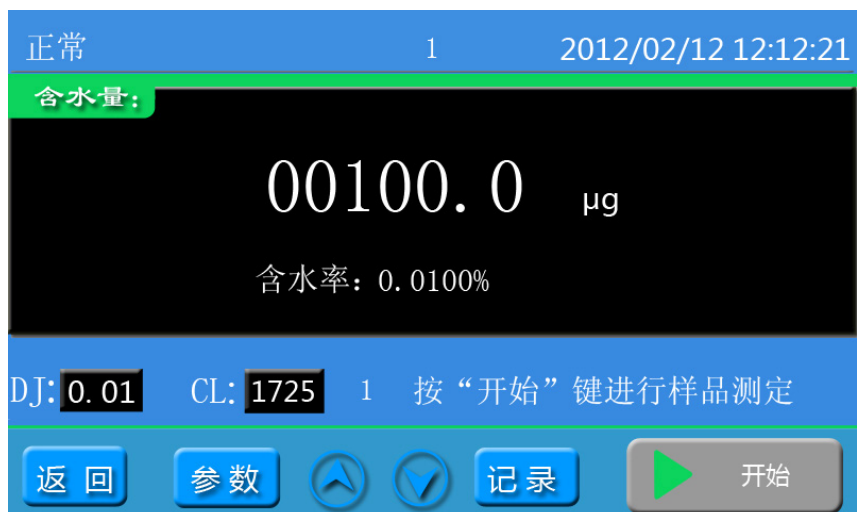 正常 1 2012/02/12 12:12:21
含水量：
00100.0 μg
含水率：0.0100%
DJ: 0.01 CL: 1725 1 按“开始”键进行样品测定
返回 参数 记录 开始